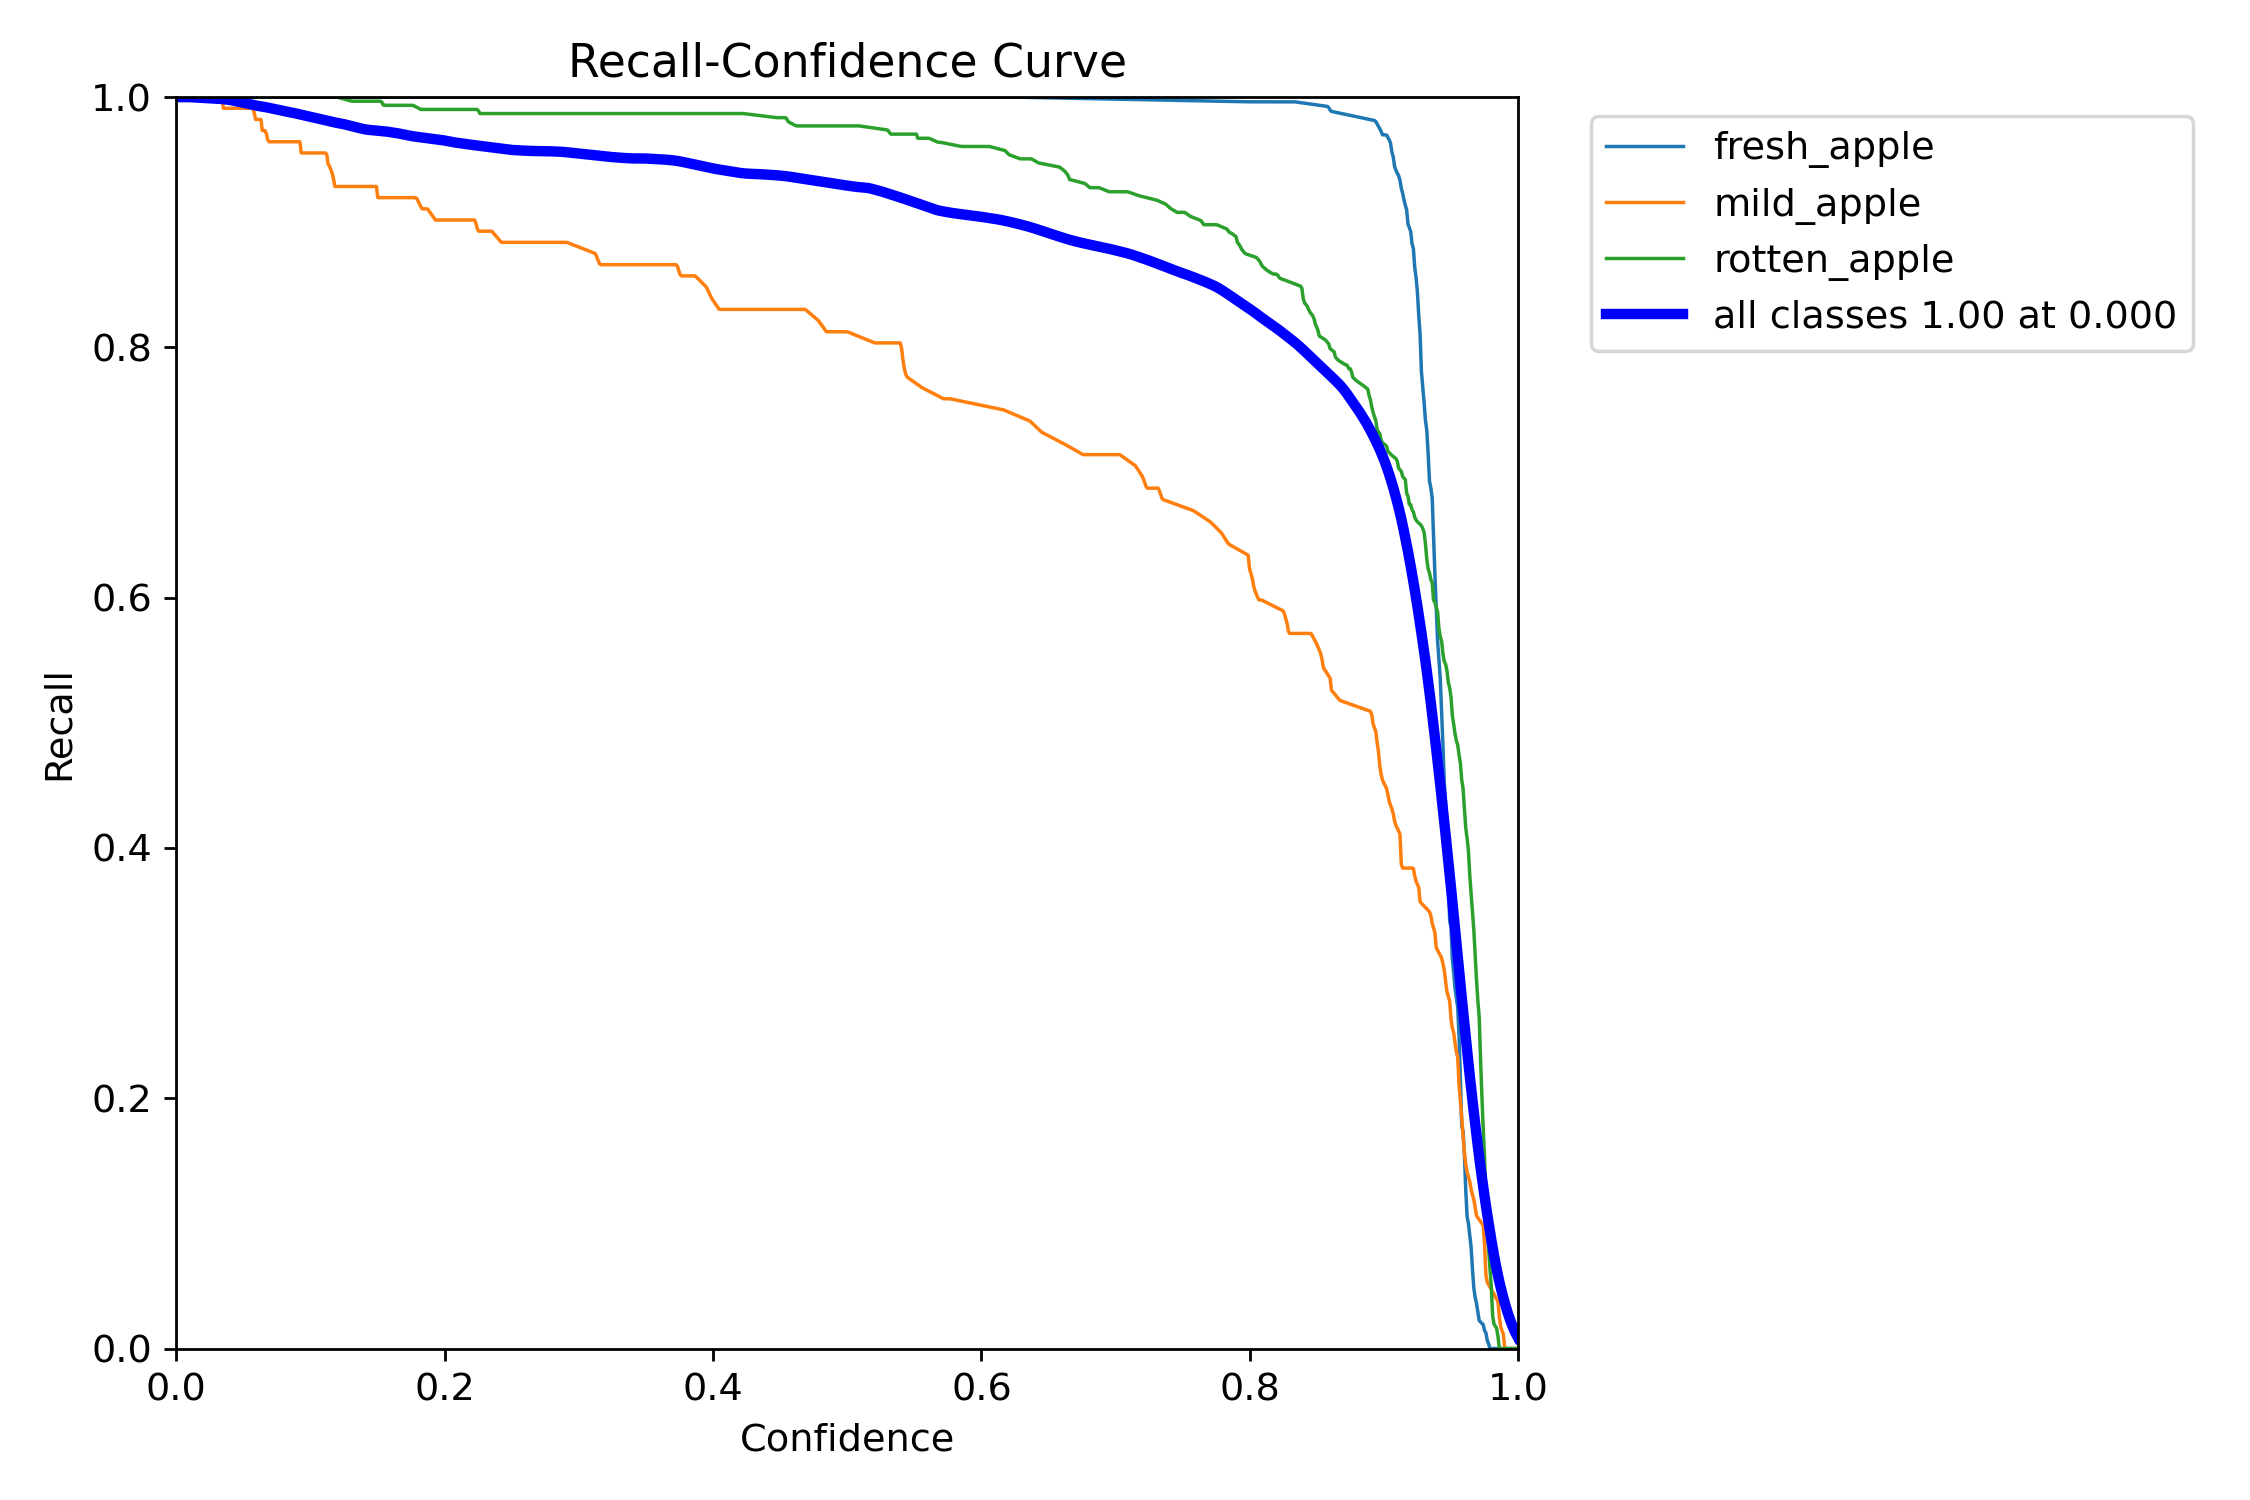 Recall-Confidence Curve
1.0
0.8
0.6
0.4
0.2
0.0
Recall
0.0 0.2 0.4 0.6 0.8 1.0
Confidence
fresh_apple
mild_apple
rotten_apple
all classes 1.00 at 0.000